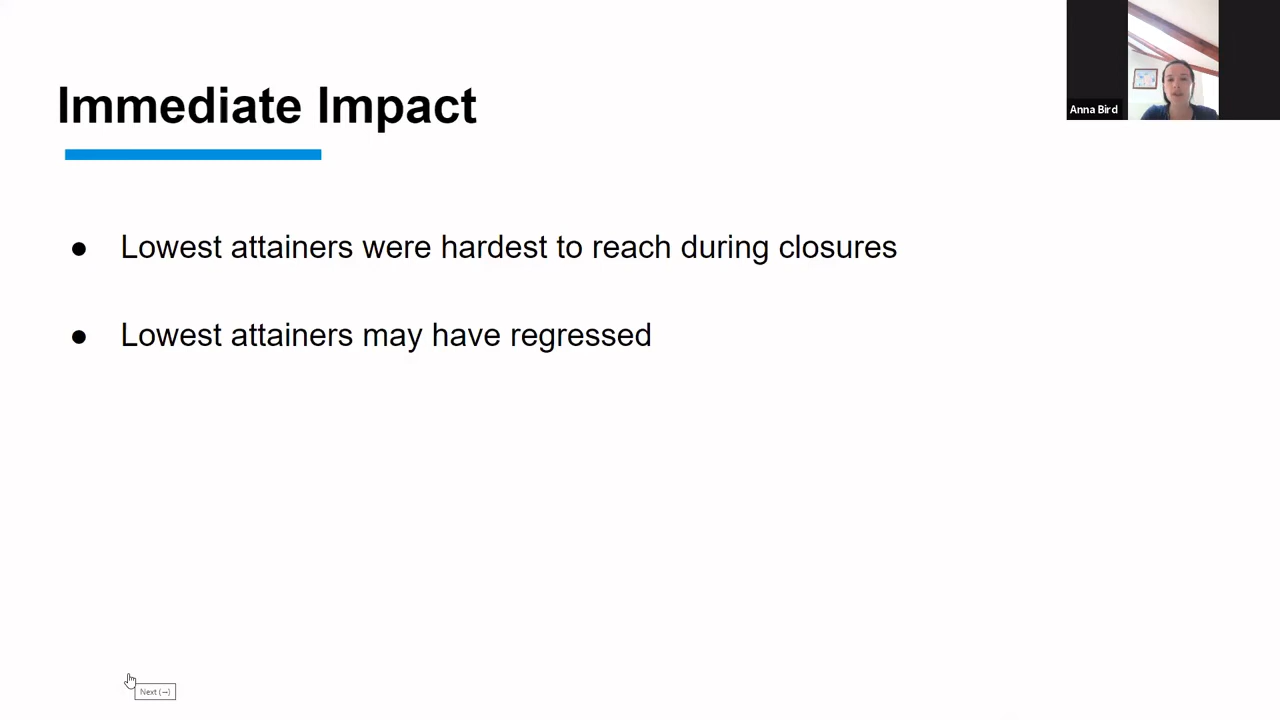 Immediate Impact
Anna Bird
● Lowest attainers were hardest to reach during closures
● Lowest attainers may have regressed
Next (→)